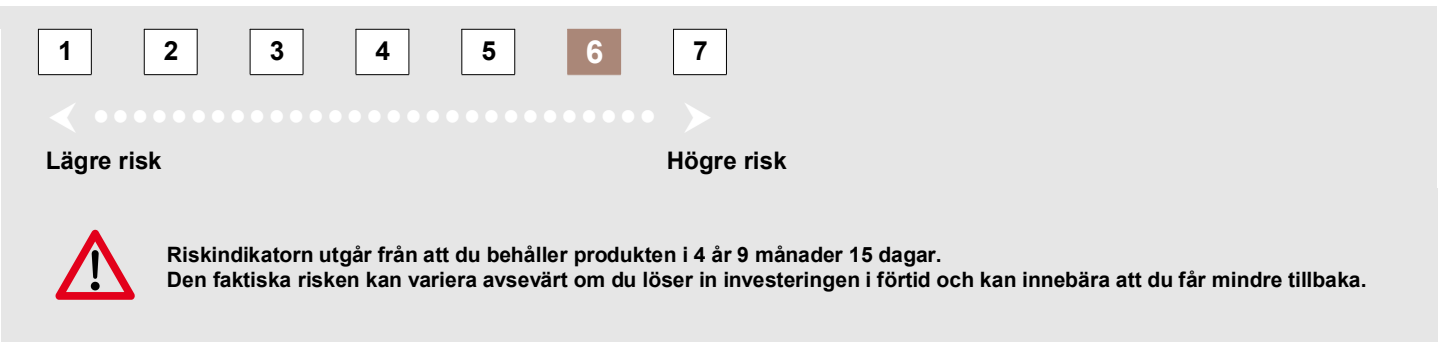 1 2 3 4 5 6 7
Lägre risk Högre risk
Riskindikatorn utgår från att du behåller produkten i 4 år 9 månader 15 dagar.
Den faktiska risken kan variera avsevärt om du löser in investeringen i förtid och kan innebära att du får mindre tillbaka.